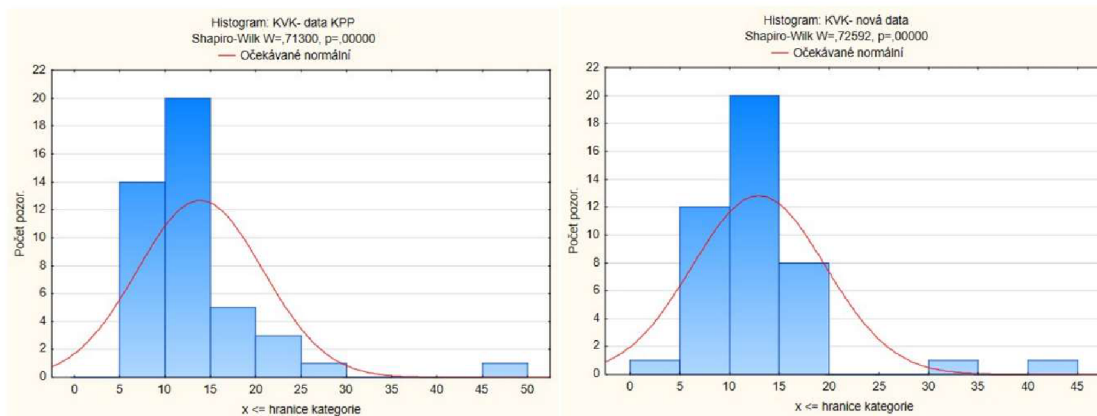 Histogram: KVK- data KPP
Shapiro-Wilk W=,71300, p=,00000
Očekávané normální
22
20
18
16
14
12
10
8
6
4
2
0
Počet pozor.
0 5 10 15 20 25 30 35 40 45 50
x <= hranice kategorie
Histogram: KVK- nová data
Shapiro-Wilk W=,72592, p=,00000
Očekávané normální
22
20
18
16
14
12
10
8
6
4
2
0
Počet pozor.
0 5 10 15 20 25 30 35 40 45
x <= hranice kategorie